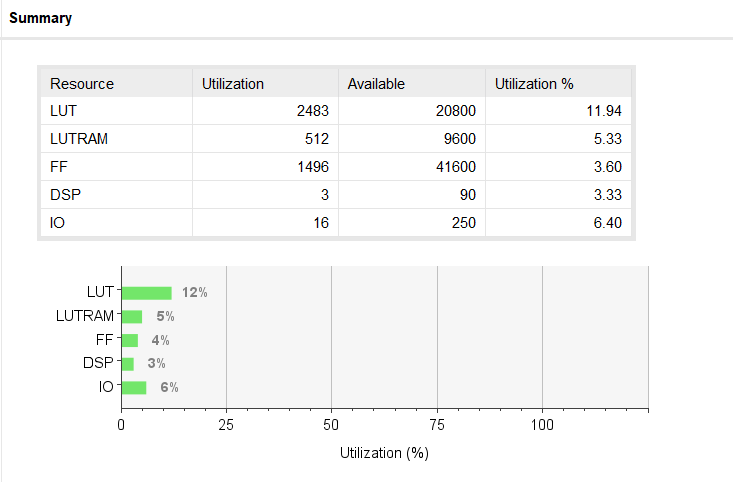 Summary
Resource Utilization Available Utilization %
LUT 2483 20800 11.94
LUTRAM 512 9600 5.33
FF 1496 41600 3.60
DSP 3 90 3.33
IO 16 250 6.40
LUT 12%
LUTRAM 5%
FF 4%
DSP 3%
IO 6%
0 25 50 75 100
Utilization (%)